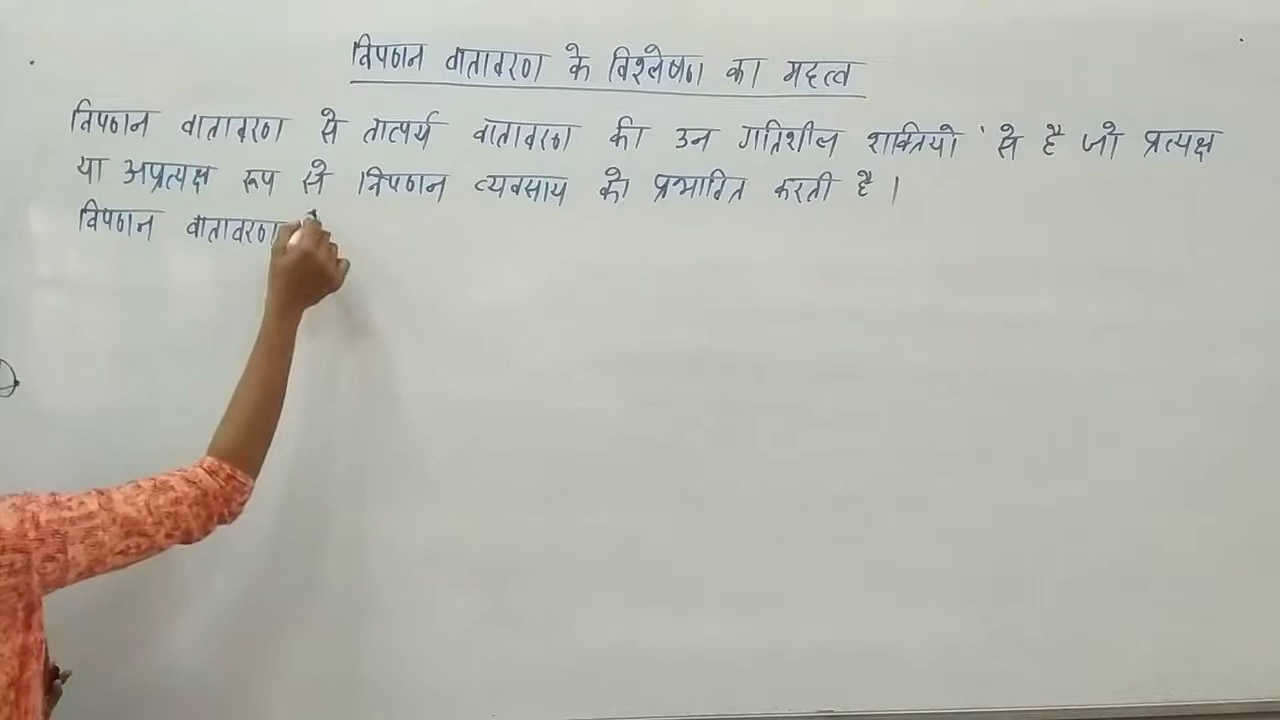 विपणन वातावरण के विश्लेषण का महत्व
विपणन वातावरण से तात्पर्य वातावरण की उन गतिशील शक्तियों से है जो प्रत्यक्ष
या अप्रत्यक्ष रूप से विपणन व्यवसाय को प्रभावित करती है ।
विपणन वातावरण